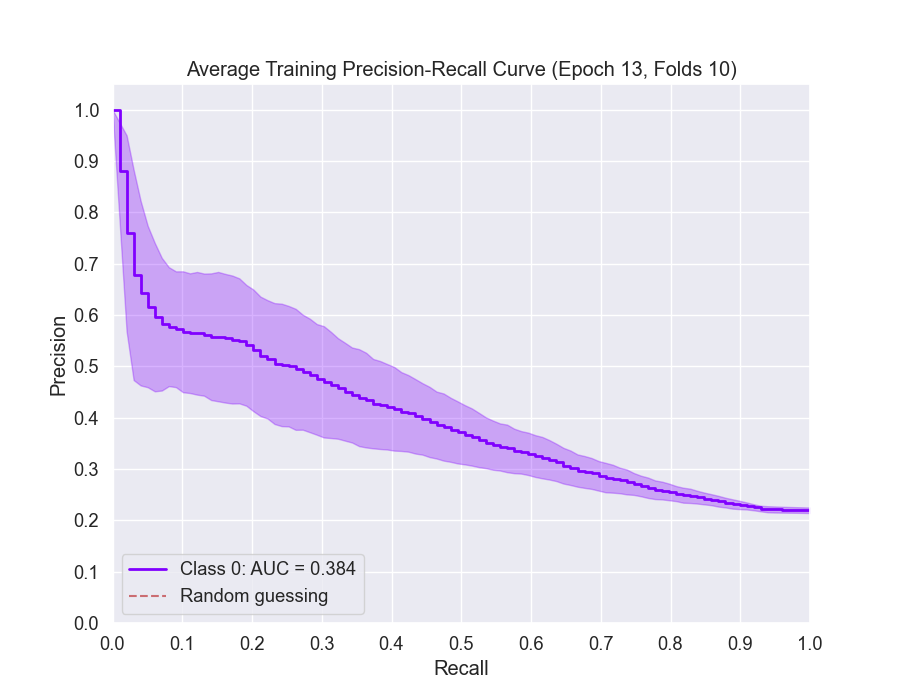 Average Training Precision-Recall Curve (Epoch 13, Folds 10)
Precision
1.0
0.9
0.8
0.7
0.6
0.5
0.4
0.3
0.2
0.1
0.0
Class 0: AUC = 0.384
Random guessing
0.0 0.1 0.2 0.3 0.4 0.5 0.6 0.7 0.8 0.9 1.0
Recall